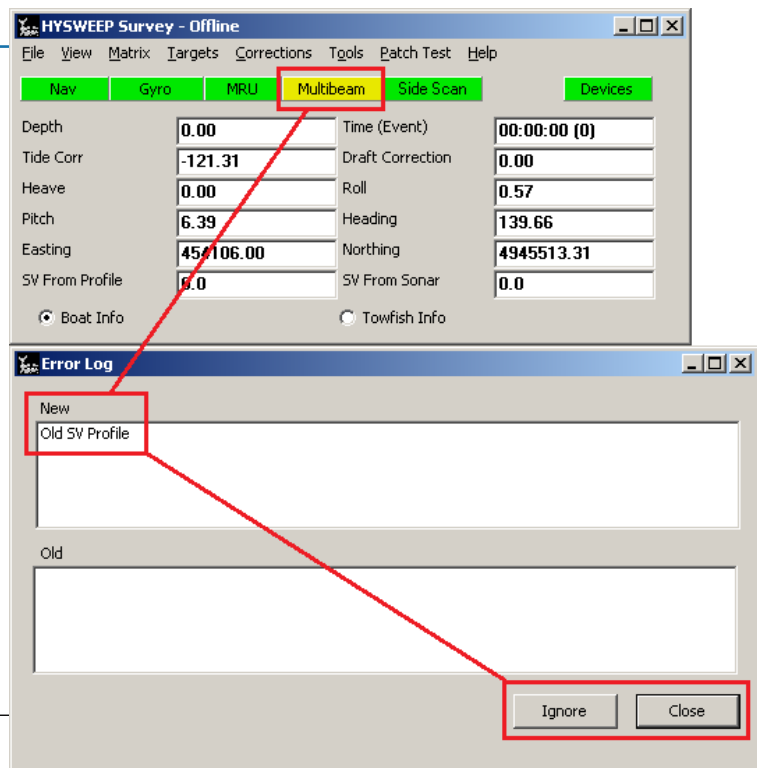 HYSWEEP Survey - Offline
File View Matrix Targets Corrections Tools Patch Test Help
Nav Gyro MRU Multibeam Side Scan Devices
Depth 0.00 Time (Event) 00:00:00 (0)
Tide Corr -121.31 Draft Correction 0.00
Heave 0.00 Roll 0.57
Pitch 6.39 Heading 139.66
Easting 454106.00 Northing 4945513.31
SV From Profile 0.0 SV From Sonar 0.0
Boat Info Towfish Info
Error Log
New
Old SV Profile
Old
Ignore Close